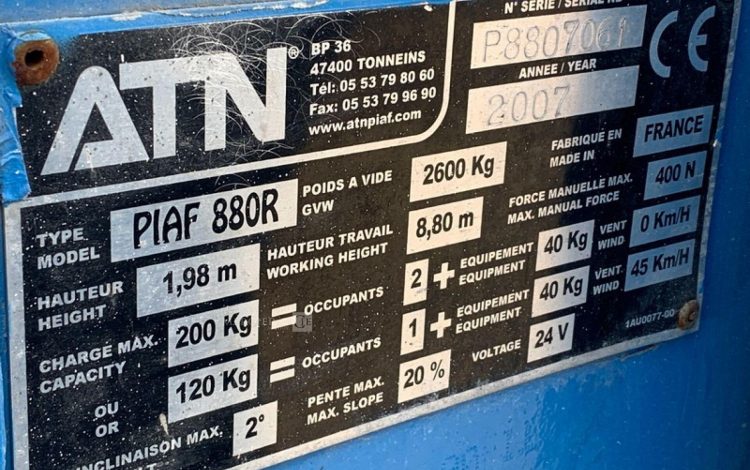 ATN®
BP 36
47400 TONNEINS
Tél: 05 53 79 80 60
Fax: 05 53 79 96 90
www.atnpiaf.com
N° SERIE / SERIAL
P8807061
ANNEE / YEAR
2007
CE
TYPE
MODEL
PIAF 880R
POIDS A VIDE
GVW
2600 Kg
FABRIQUÉ EN
MADE IN
FRANCE
HAUTEUR
HEIGHT
1,98 m
HAUTEUR TRAVAIL
WORKING HEIGHT
8,80 m
FORCE MANUELLE MAX.
MAX. MANUAL FORCE
400 N
CHARGE MAX.
CAPACITY
200 Kg
= OCCUPANTS
2 +
EQUIPEMENT
EQUIPMENT
40 Kg
VENT
WIND
0 Km/H
OU
OR
120 Kg
= OCCUPANTS
1 +
EQUIPEMENT
EQUIPMENT
40 Kg
VENT.
WIND
45 Km/H
INCLINAISON MAX.
2°
PENTE MAX.
MAX. SLOPE
20 %
VOLTAGE
24 V
1AU0077-00